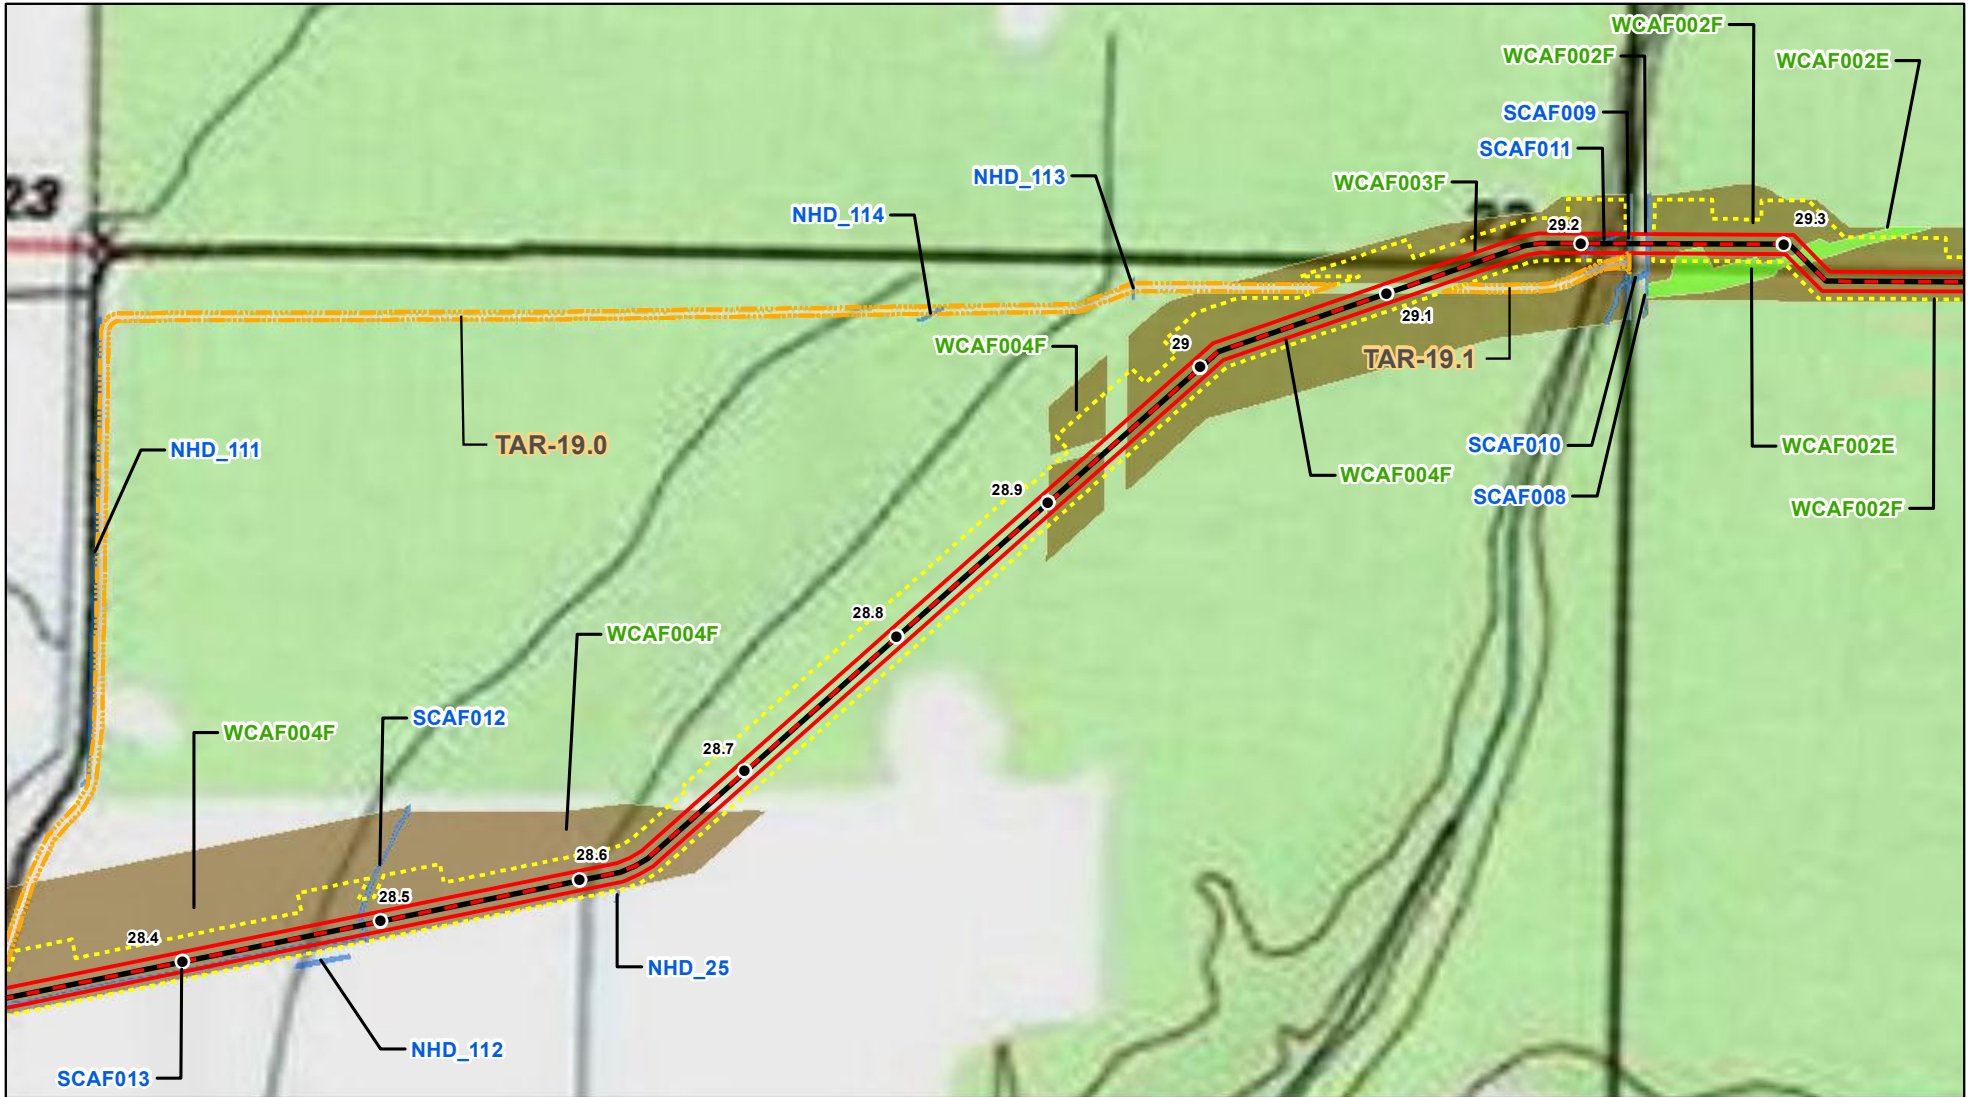 WCAF002F
WCAF002F
WCAF002E
SCAF009
SCAF011
NHD_113
WCAF003F
23
NHD_114
29.2
29.3
29.1
WCAF004F
29
TAR-19.1
TAR-19.0
NHD_111
SCAF010
WCAF002E
WCAF004F
28.9
SCAF008
WCAF002F
28.8
WCAF004F
SCAF012
WCAF004F
28.7
28.6
28.5
28.4
NHD_25
NHD_112
SCAF013